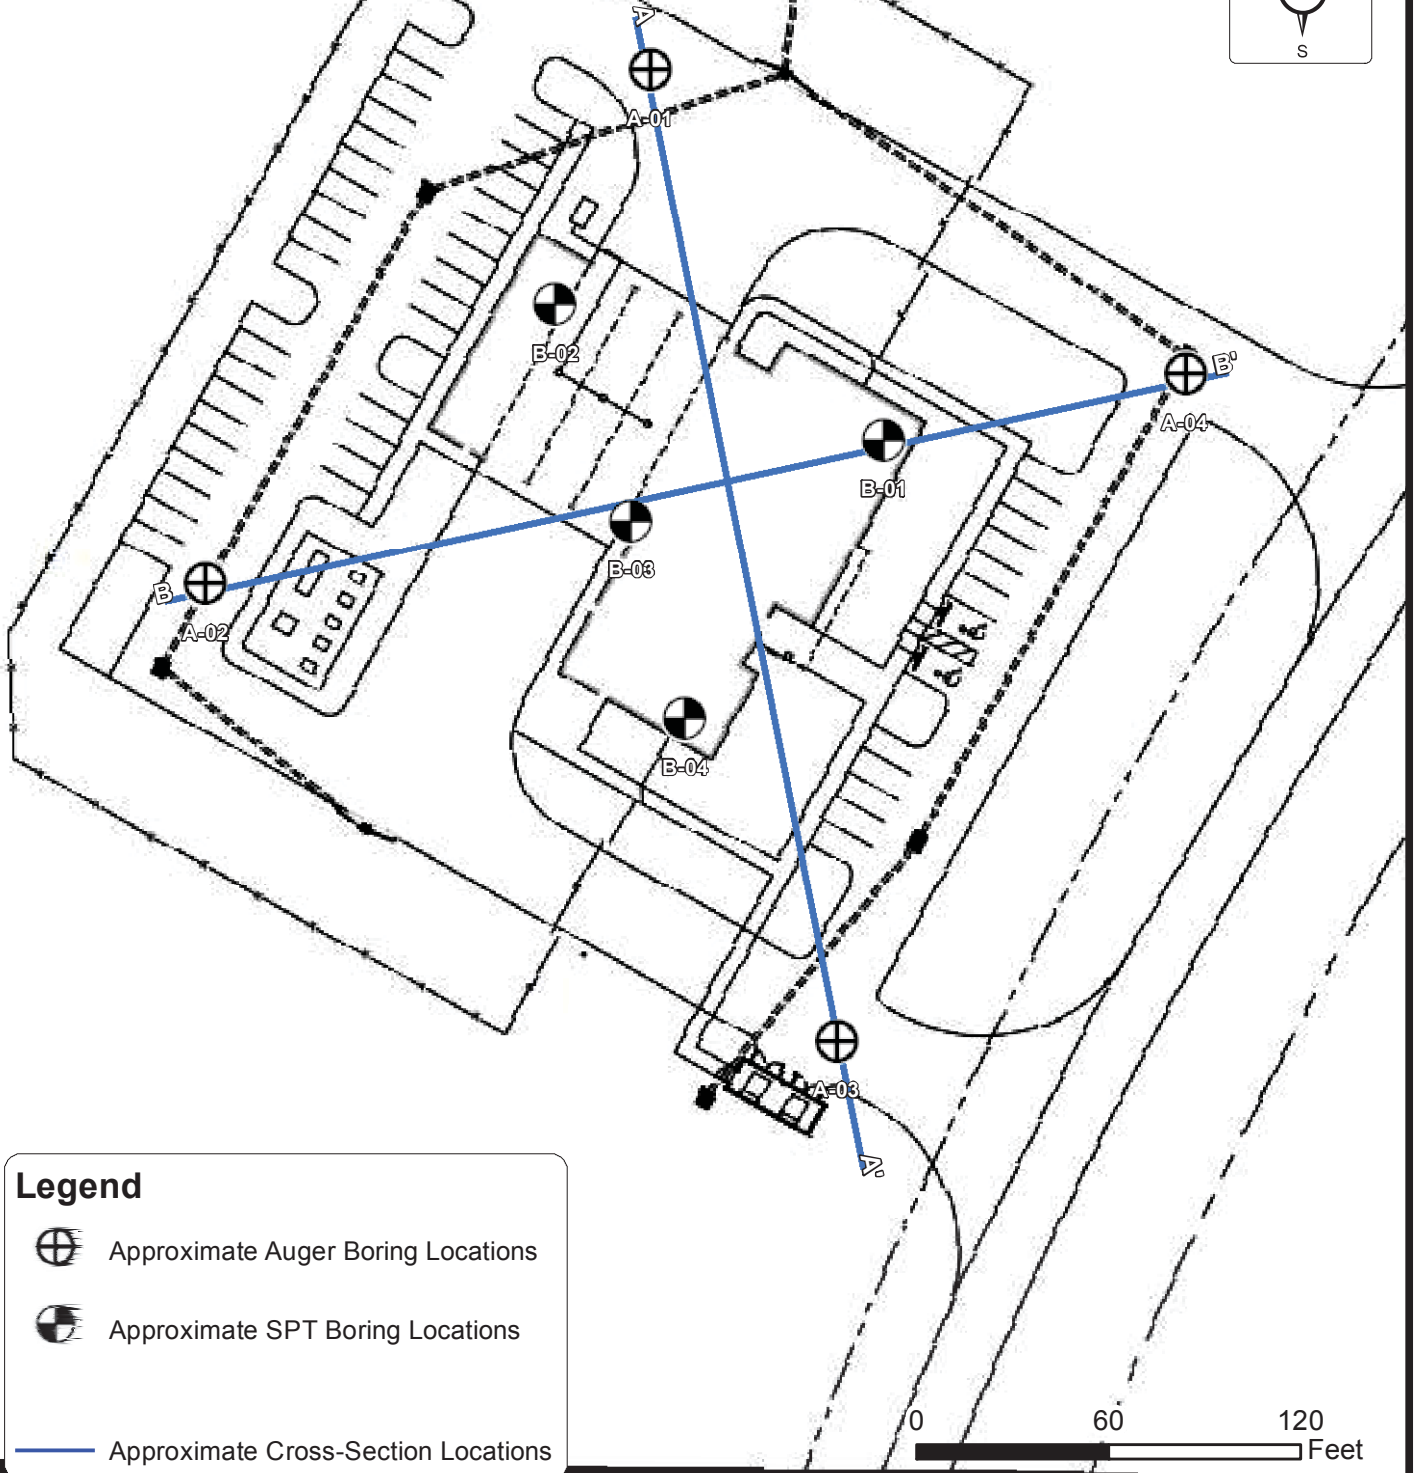 S
A
A-01
B-02
B'
A-04
B-01
B-03
B
A-02
B-04
A-03
A'
Legend
Approximate Auger Boring Locations
Approximate SPT Boring Locations
Approximate Cross-Section Locations
0 60 120
Feet